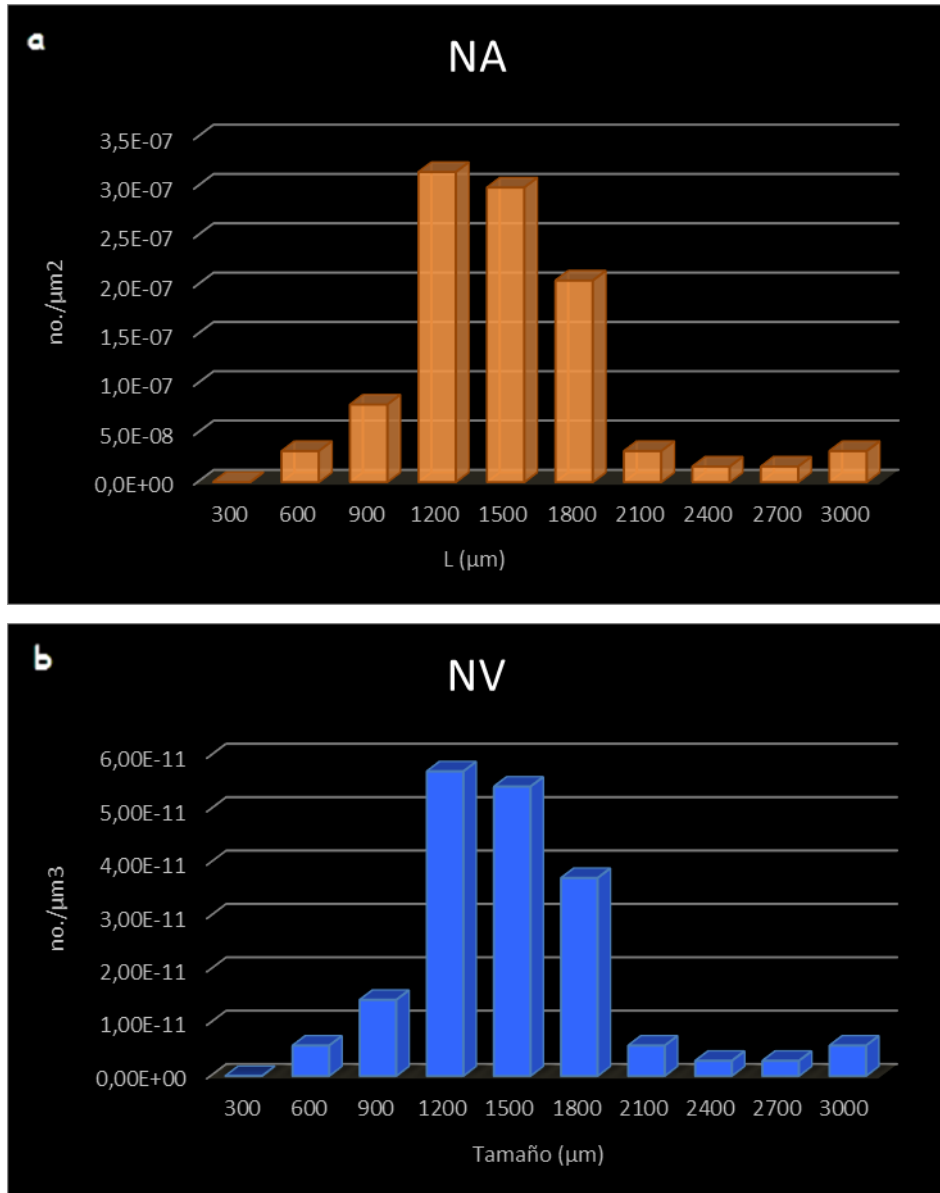 a
NA
3,5E-07
3,0E-07
2,5E-07
2,0E-07
1,5E-07
1,0E-07
5,0E-08
0,0E+00
no./µm2
300 600 900 1200 1500 1800 2100 2400 2700 3000
L (µm)
b
NV
6,00E-11
5,00E-11
4,00E-11
3,00E-11
2,00E-11
1,00E-11
0,00E+00
no./µm3
300 600 900 1200 1500 1800 2100 2400 2700 3000
Tamaño (µm)